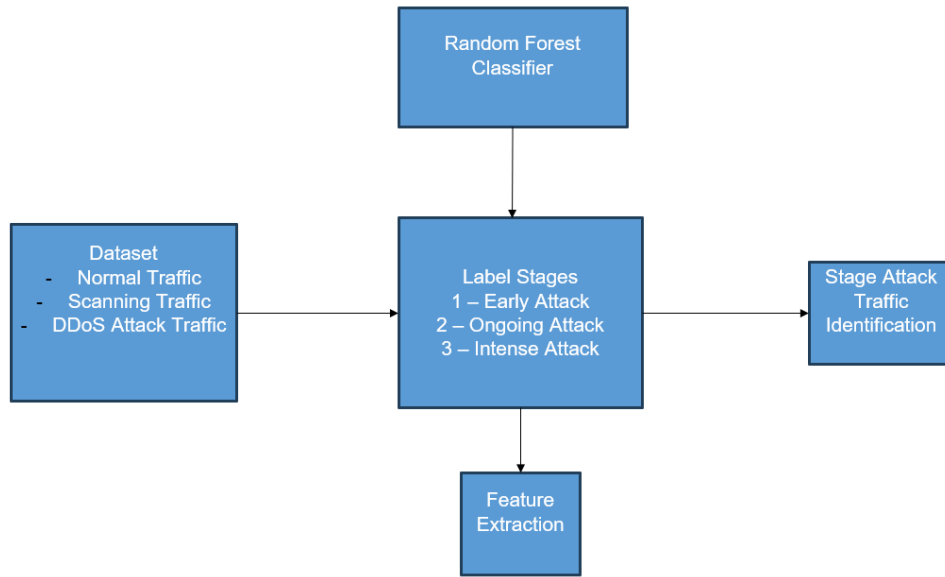 Random Forest
Classifier
Dataset
- Normal Traffic
- Scanning Traffic
- DDoS Attack Traffic
Label Stages
1 – Early Attack
2 – Ongoing Attack
3 – Intense Attack
Stage Attack
Traffic
Identification
Feature
Extraction